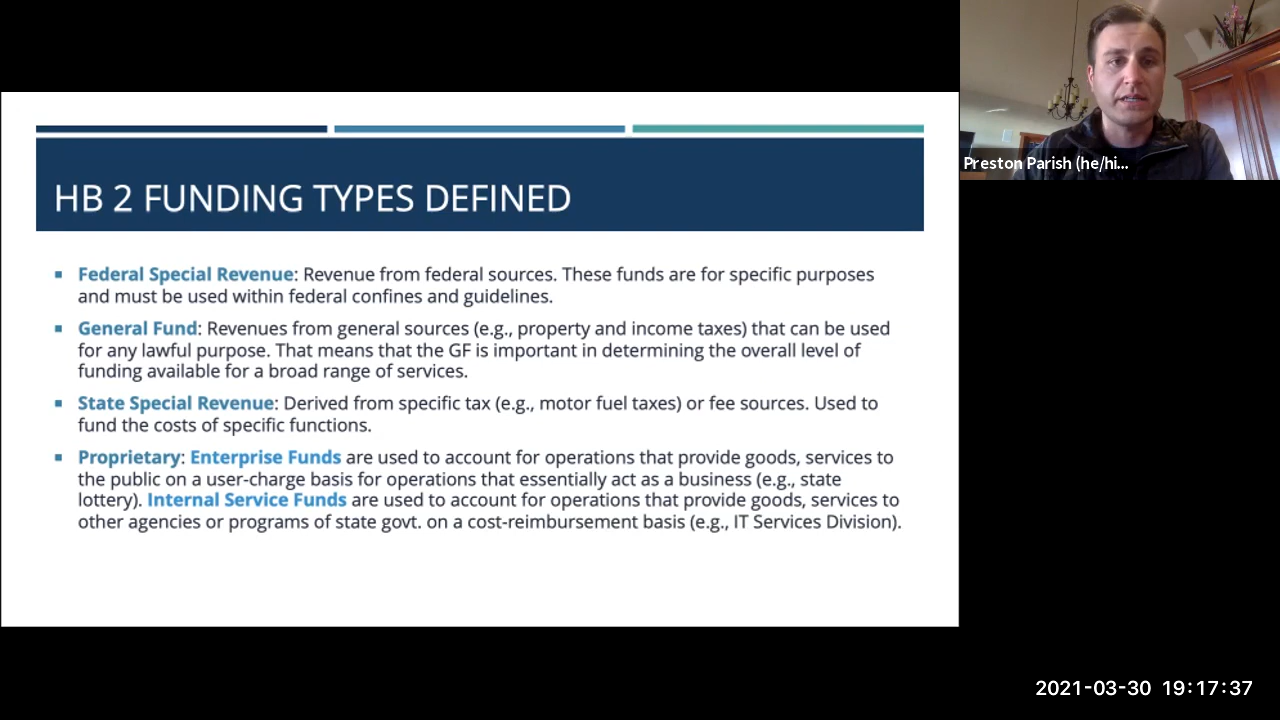 HB 2 FUNDING TYPES DEFINED
Federal Special Revenue: Revenue from federal sources. These funds are for specific purposes
and must be used within federal confines and guidelines.
General Fund: Revenues from general sources (e.g., property and income taxes) that can be used
for any lawful purpose. That means that the GF is important in determining the overall level of
funding available for a broad range of services.
State Special Revenue: Derived from specific tax (e.g., motor fuel taxes) or fee sources. Used to
fund the costs of specific functions.
Proprietary: Enterprise Funds are used to account for operations that provide goods, services to
the public on a user-charge basis for operations that essentially act as a business (e.g., state
lottery). Internal Service Funds are used to account for operations that provide goods, services to
other agencies or programs of state govt. on a cost-reimbursement basis (e.g., IT Services Division).
Preston Parish (he/hi...
2021-03-30 19:17:37